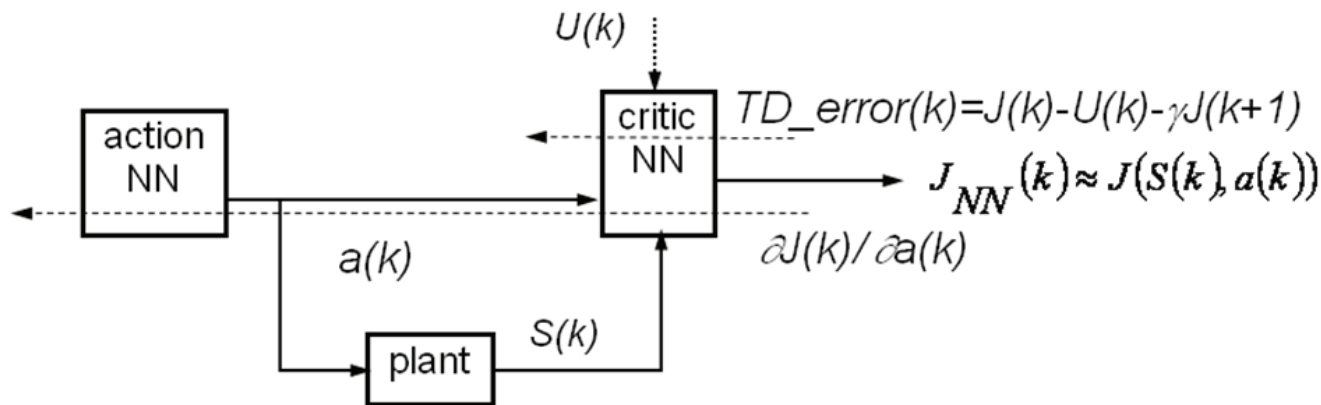 U(k)
action
NN
critic
NN
TD_error(k)=J(k)-U(k)-γJ(k+1)
J_NN(k)≈J(S(k),a(k))
a(k)
∂J(k)/∂a(k)
plant
S(k)